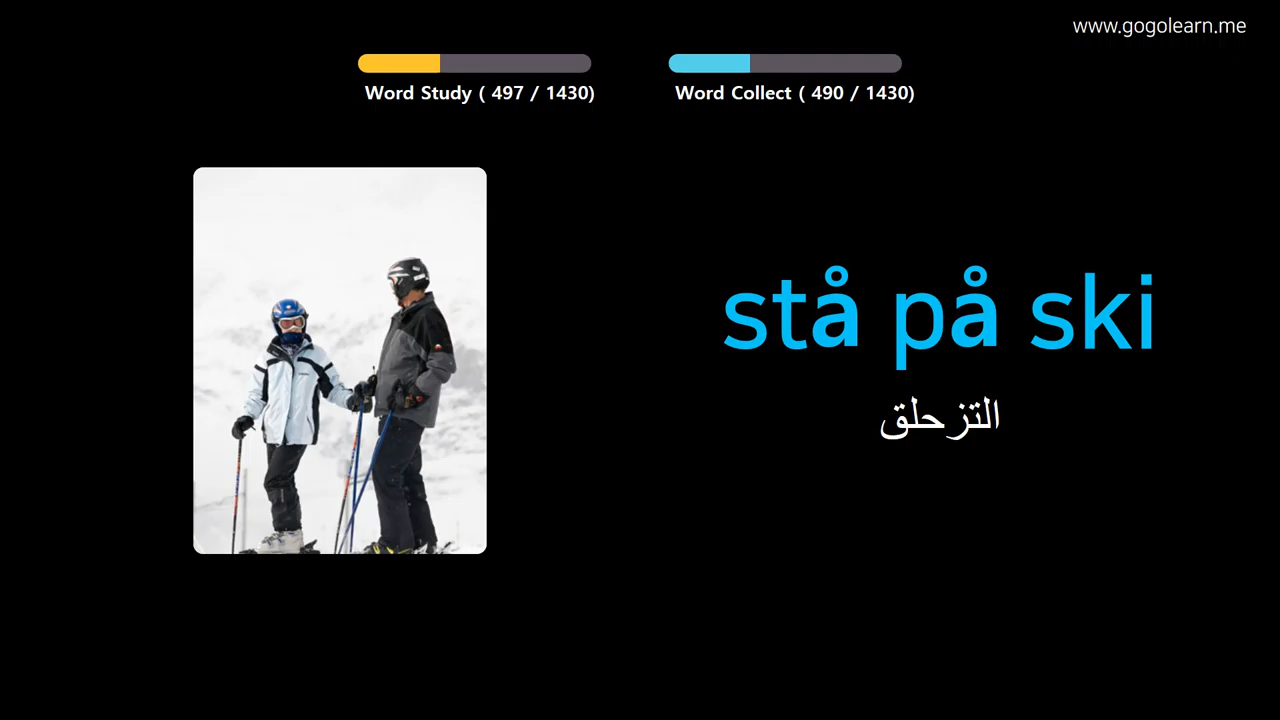 www.gogolearn.me
Word Study ( 497 / 1430)
Word Collect ( 490 / 1430)
stå på ski
التزحلق